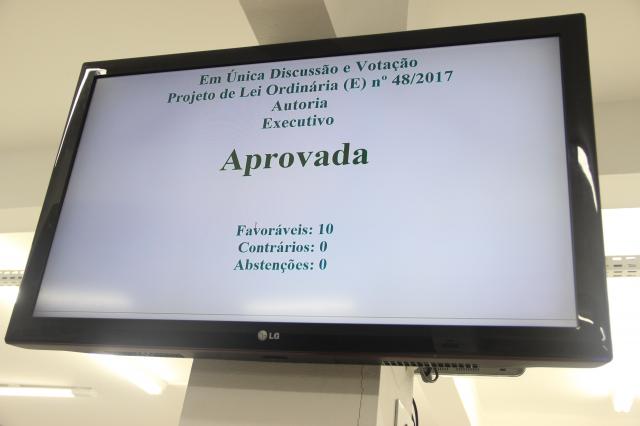 Em Única Discussão e Votação
Projeto de Lei Ordinária (E) nº 48/2017
Autoria
Executivo
Aprovada
Favoráveis: 10
Contrários: 0
Abstenções: 0
LG